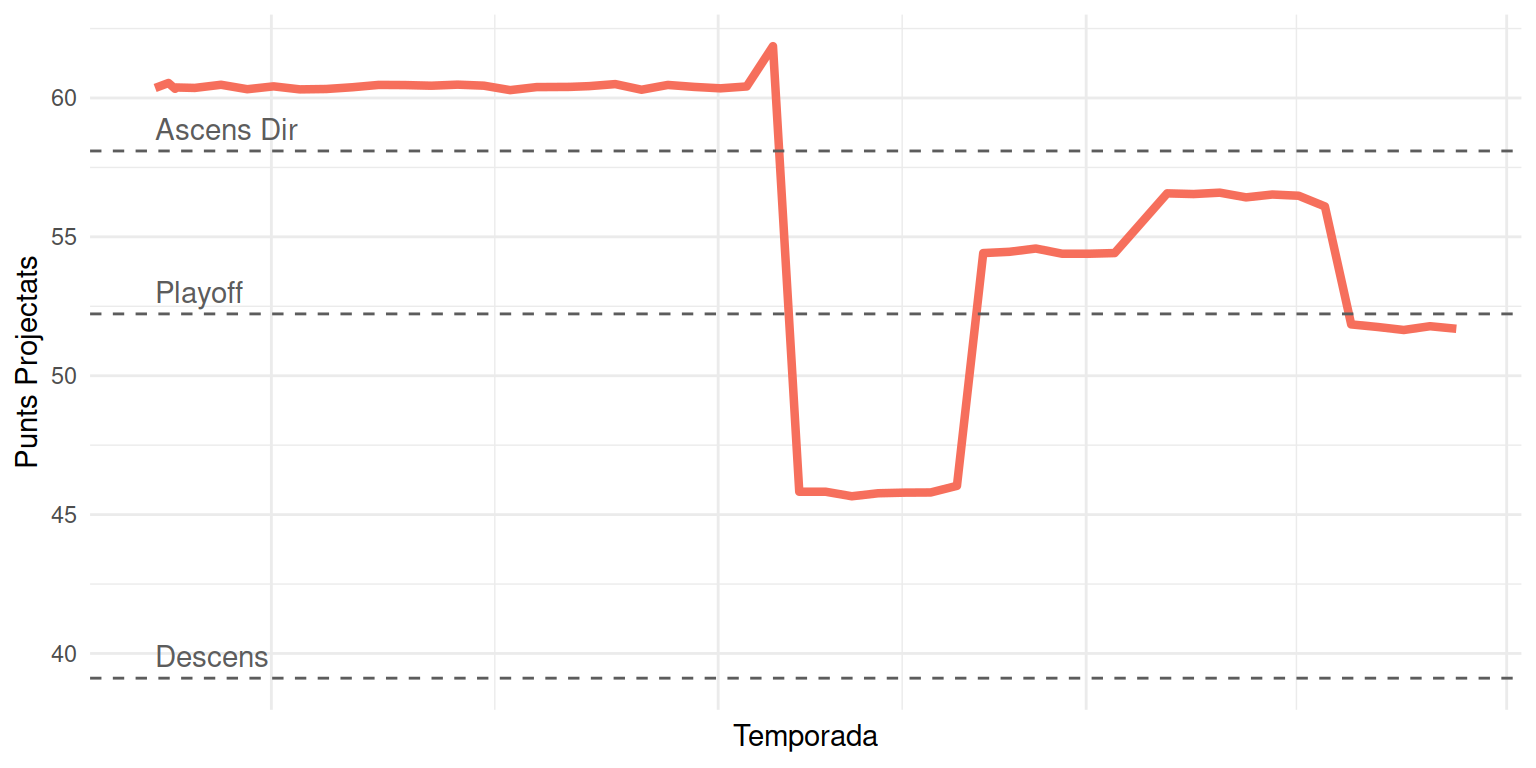 60
Ascens Dir
55
Playoff
50
45
40
Descens
Punts Projectats
Temporada